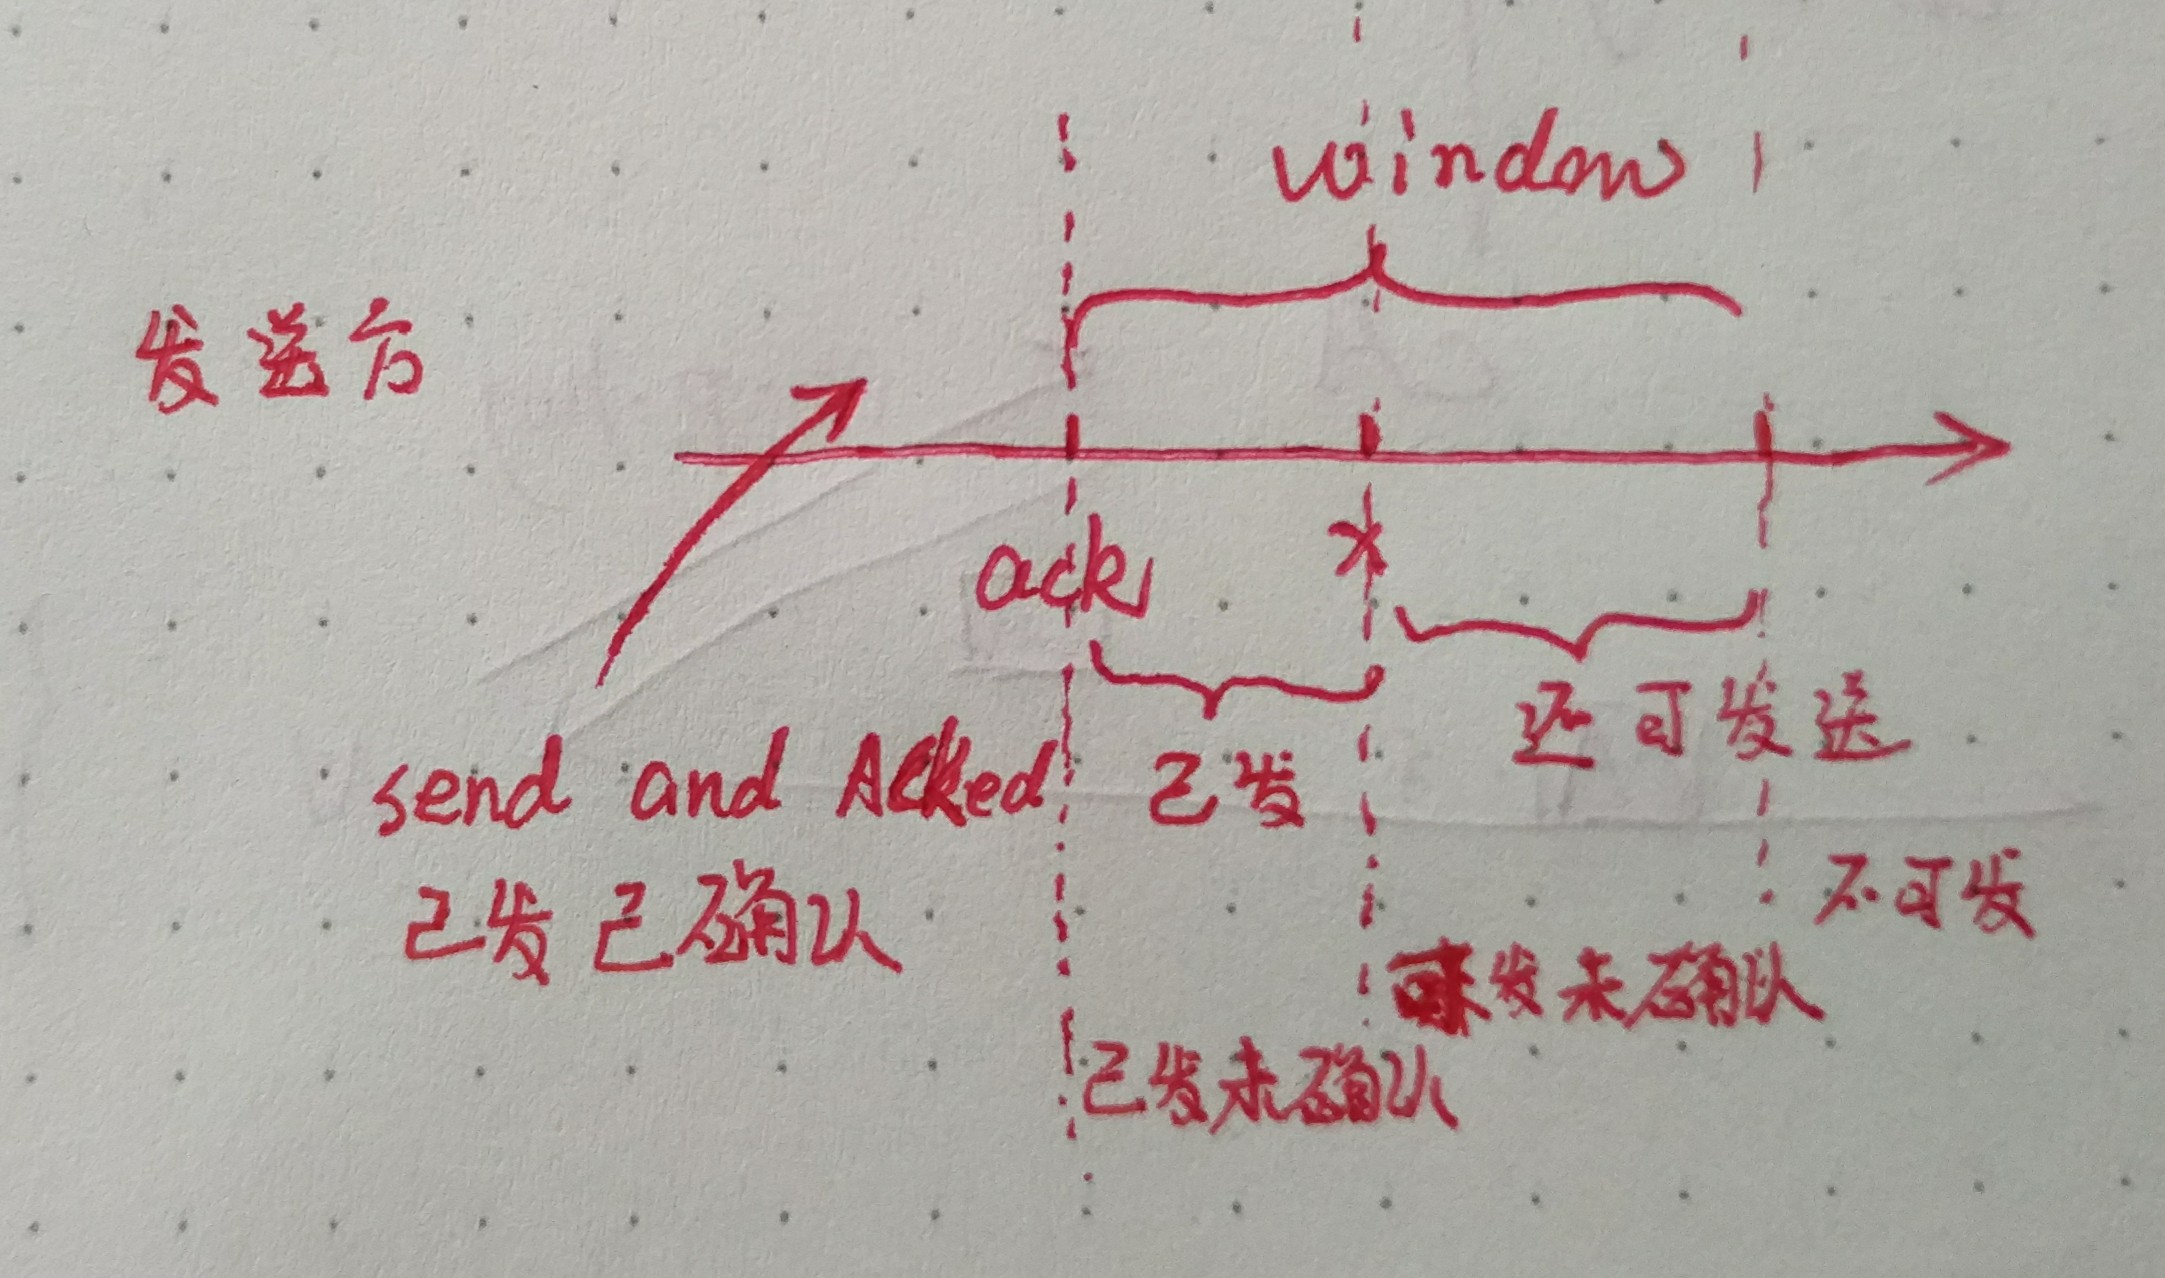 window
发送方
ack x
还可发送
send and Acked 已发
已发已确认 不可发
未发未确认
已发未确认